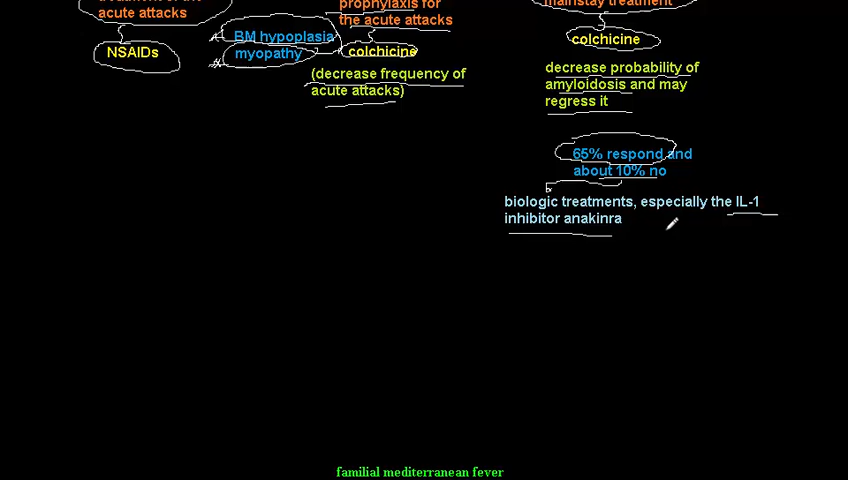 acute attacks
NSAIDs
BM hypoplasia
myopathy
prophylaxis for
the acute attacks
colchicine
(decrease frequency of
acute attacks)
mainstay treatment
colchicine
decrease probability of
amyloidosis and may
regress it
65% respond and
about 10% no
biologic treatments, especially the IL-1
inhibitor anakinra
familial mediterranean fever